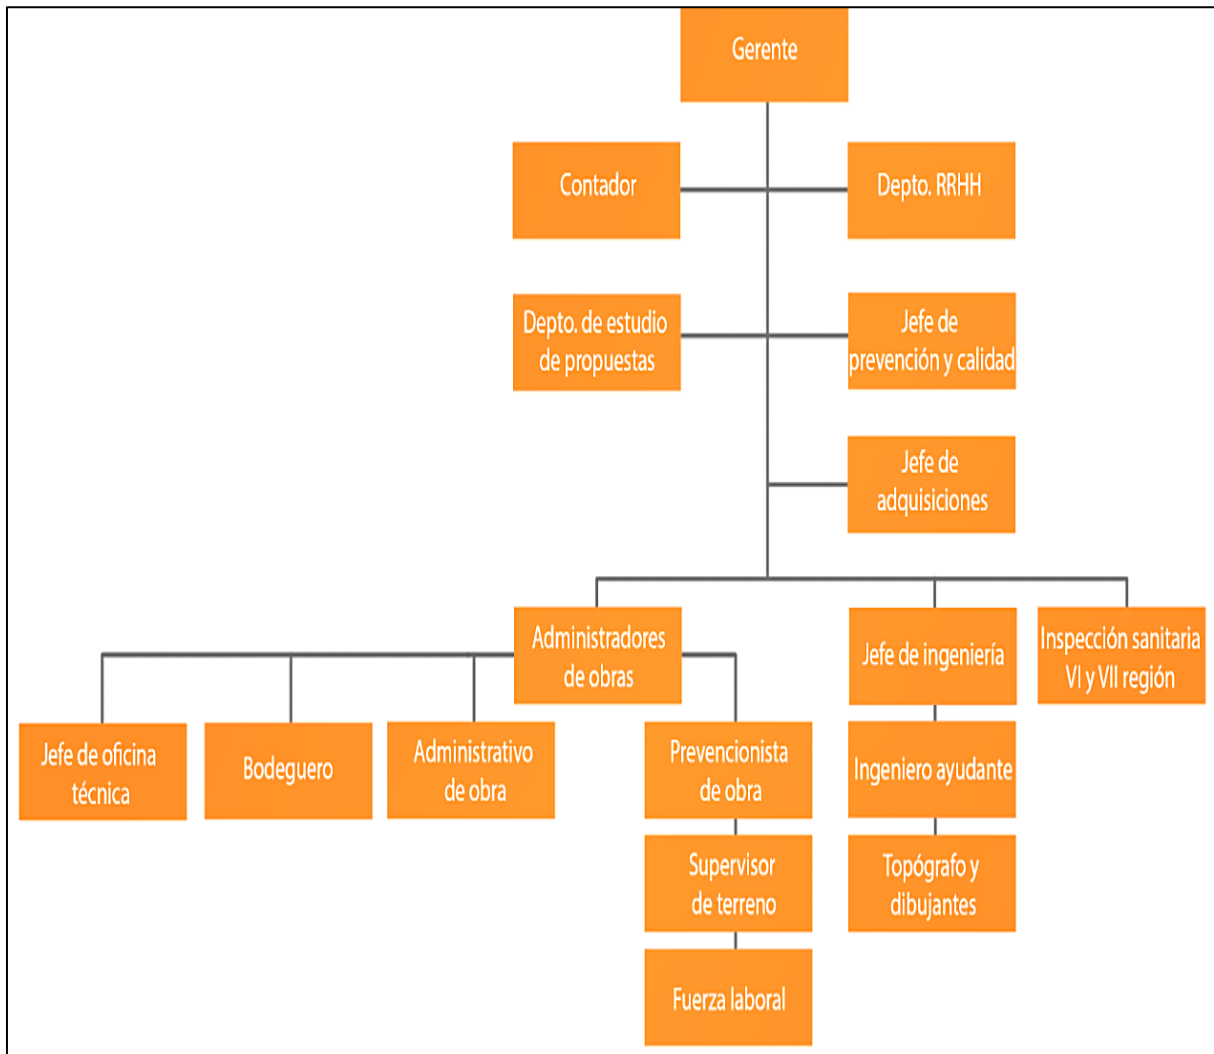 Gerente
Contador
Depto. RRHH
Depto. de estudio
de propuestas
Jefe de
prevención y calidad
Jefe de
adquisiciones
Administradores
de obras
Jefe de ingeniería
Inspección sanitaria
VI y VII región
Jefe de oficina
técnica
Bodeguero
Administrativo
de obra
Prevencionista
de obra
Ingeniero ayudante
Supervisor
de terreno
Topógrafo y
dibujantes
Fuerza laboral